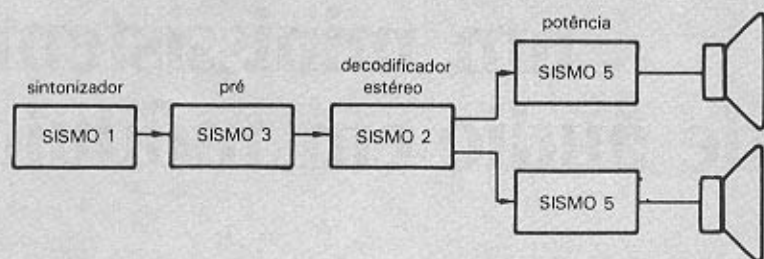 potência
decodificador
estéreo
sintonizador
pré
SISMO 1
SISMO 3
SISMO 2
SISMO 5
SISMO 5